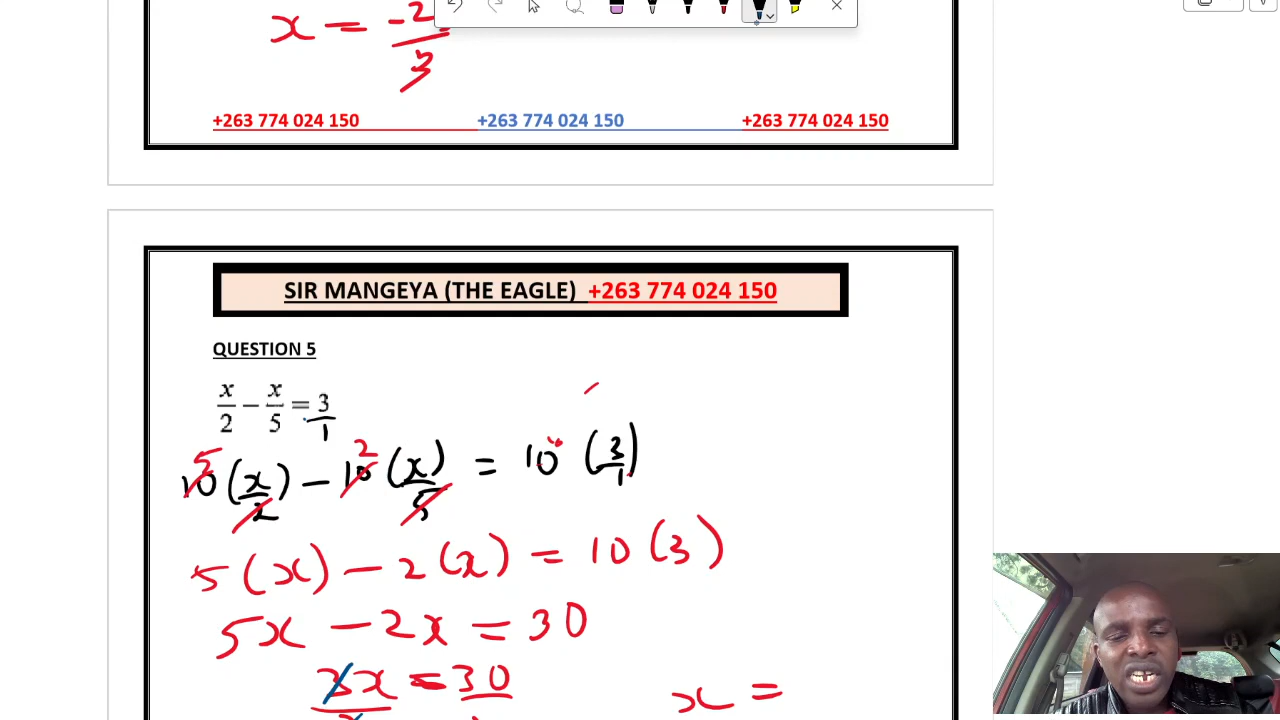 x = -2
3
+263 774 024 150 +263 774 024 150 +263 774 024 150
SIR MANGEYA (THE EAGLE) +263 774 024 150
QUESTION 5
x/2 − x/5 = 3/1
5 2
10(x/2) − 10(x/5) = 10(3/1)
5(x) − 2(x) = 10(3)
5x − 2x = 30
3x = 30
x =